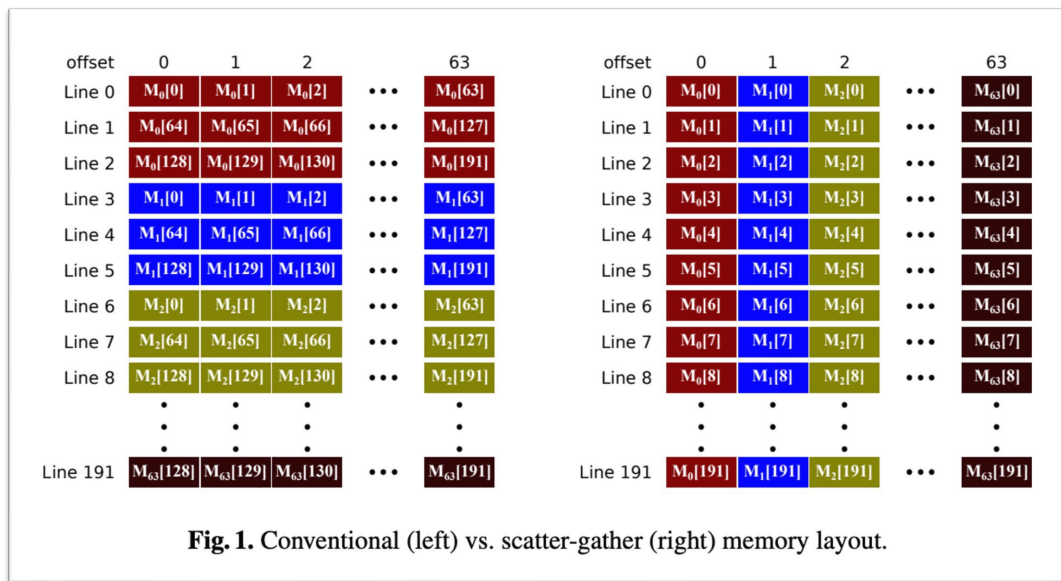 offset 0 1 2 63
Line 0 M₀[0] M₀[1] M₀[2] ••• M₀[63]
Line 1 M₀[64] M₀[65] M₀[66] ••• M₀[127]
Line 2 M₀[128] M₀[129] M₀[130] ••• M₀[191]
Line 3 M₁[0] M₁[1] M₁[2] ••• M₁[63]
Line 4 M₁[64] M₁[65] M₁[66] ••• M₁[127]
Line 5 M₁[128] M₁[129] M₁[130] ••• M₁[191]
Line 6 M₂[0] M₂[1] M₂[2] ••• M₂[63]
Line 7 M₂[64] M₂[65] M₂[66] ••• M₂[127]
Line 8 M₂[128] M₂[129] M₂[130] ••• M₂[191]
Line 191 M₆₃[128] M₆₃[129] M₆₃[130] ••• M₆₃[191]
offset 0 1 2 63
Line 0 M₀[0] M₁[0] M₂[0] ••• M₆₃[0]
Line 1 M₀[1] M₁[1] M₂[1] ••• M₆₃[1]
Line 2 M₀[2] M₁[2] M₂[2] ••• M₆₃[2]
Line 3 M₀[3] M₁[3] M₂[3] ••• M₆₃[3]
Line 4 M₀[4] M₁[4] M₂[4] ••• M₆₃[4]
Line 5 M₀[5] M₁[5] M₂[5] ••• M₆₃[5]
Line 6 M₀[6] M₁[6] M₂[6] ••• M₆₃[6]
Line 7 M₀[7] M₁[7] M₂[7] ••• M₆₃[7]
Line 8 M₀[8] M₁[8] M₂[8] ••• M₆₃[8]
Line 191 M₀[191] M₁[191] M₂[191] ••• M₆₃[191]
Fig. 1. Conventional (left) vs. scatter-gather (right) memory layout.